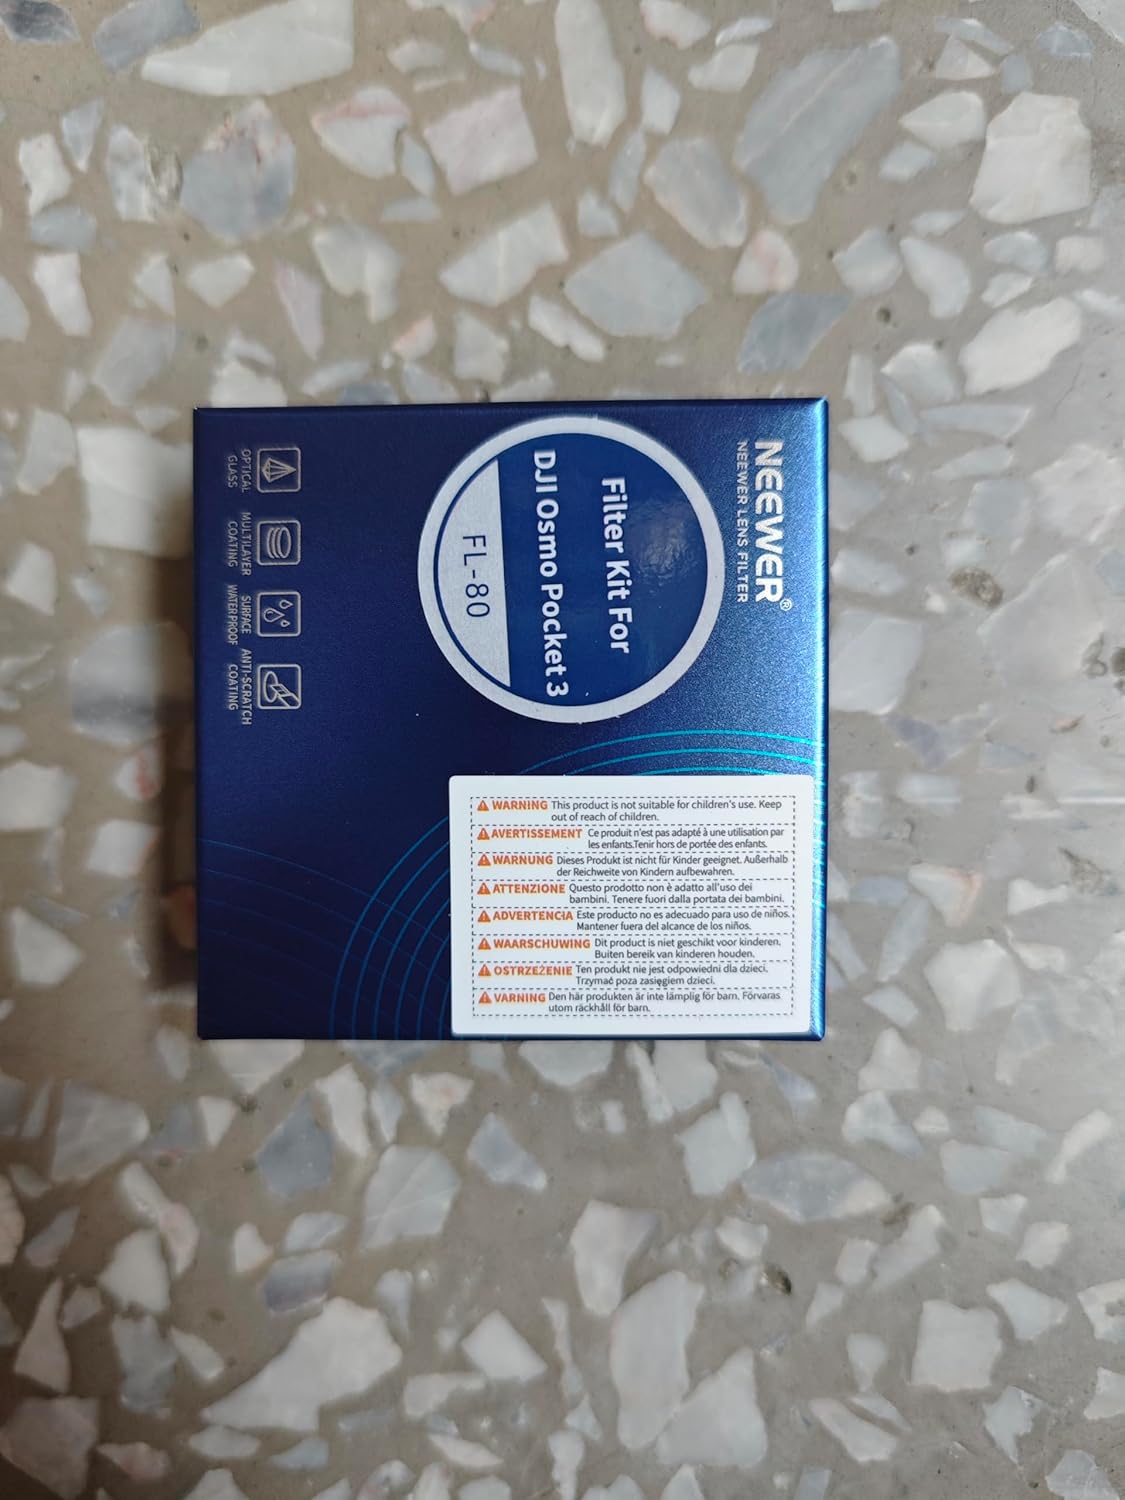 NEEWER®
NEEWER LENS FILTER
Filter Kit For
DJI Osmo Pocket 3
FL-80
OPTICAL
GLASS
MULTILAYER
COATING
SURFACE
WATERPROOF
ANTI-SCRATCH
COATING
WARNING This product is not suitable for children's use. Keep
out of reach of children.
AVERTISSEMENT Ce produit n'est pas adapté à une utilisation par
les enfants.Tenir hors de portée des enfants.
WARNUNG Dieses Produkt ist nicht für Kinder geeignet. Außerhalb
der Reichweite von Kindern aufbewahren.
ATTENZIONE Questo prodotto non è adatto all'uso dei
bambini. Tenere fuori dalla portata dei bambini.
ADVERTENCIA Este producto no es adecuado para uso de niños.
Mantener fuera del alcance de los niños.
WAARSCHUWING Dit product is niet geschikt voor kinderen.
Buiten bereik van kinderen houden.
OSTRZEŻENIE Ten produkt nie jest odpowiedni dla dzieci.
Trzymać poza zasięgiem dzieci.
VARNING Den här produkten är inte lämplig för barn. Förvaras
utom räckhåll för barn.